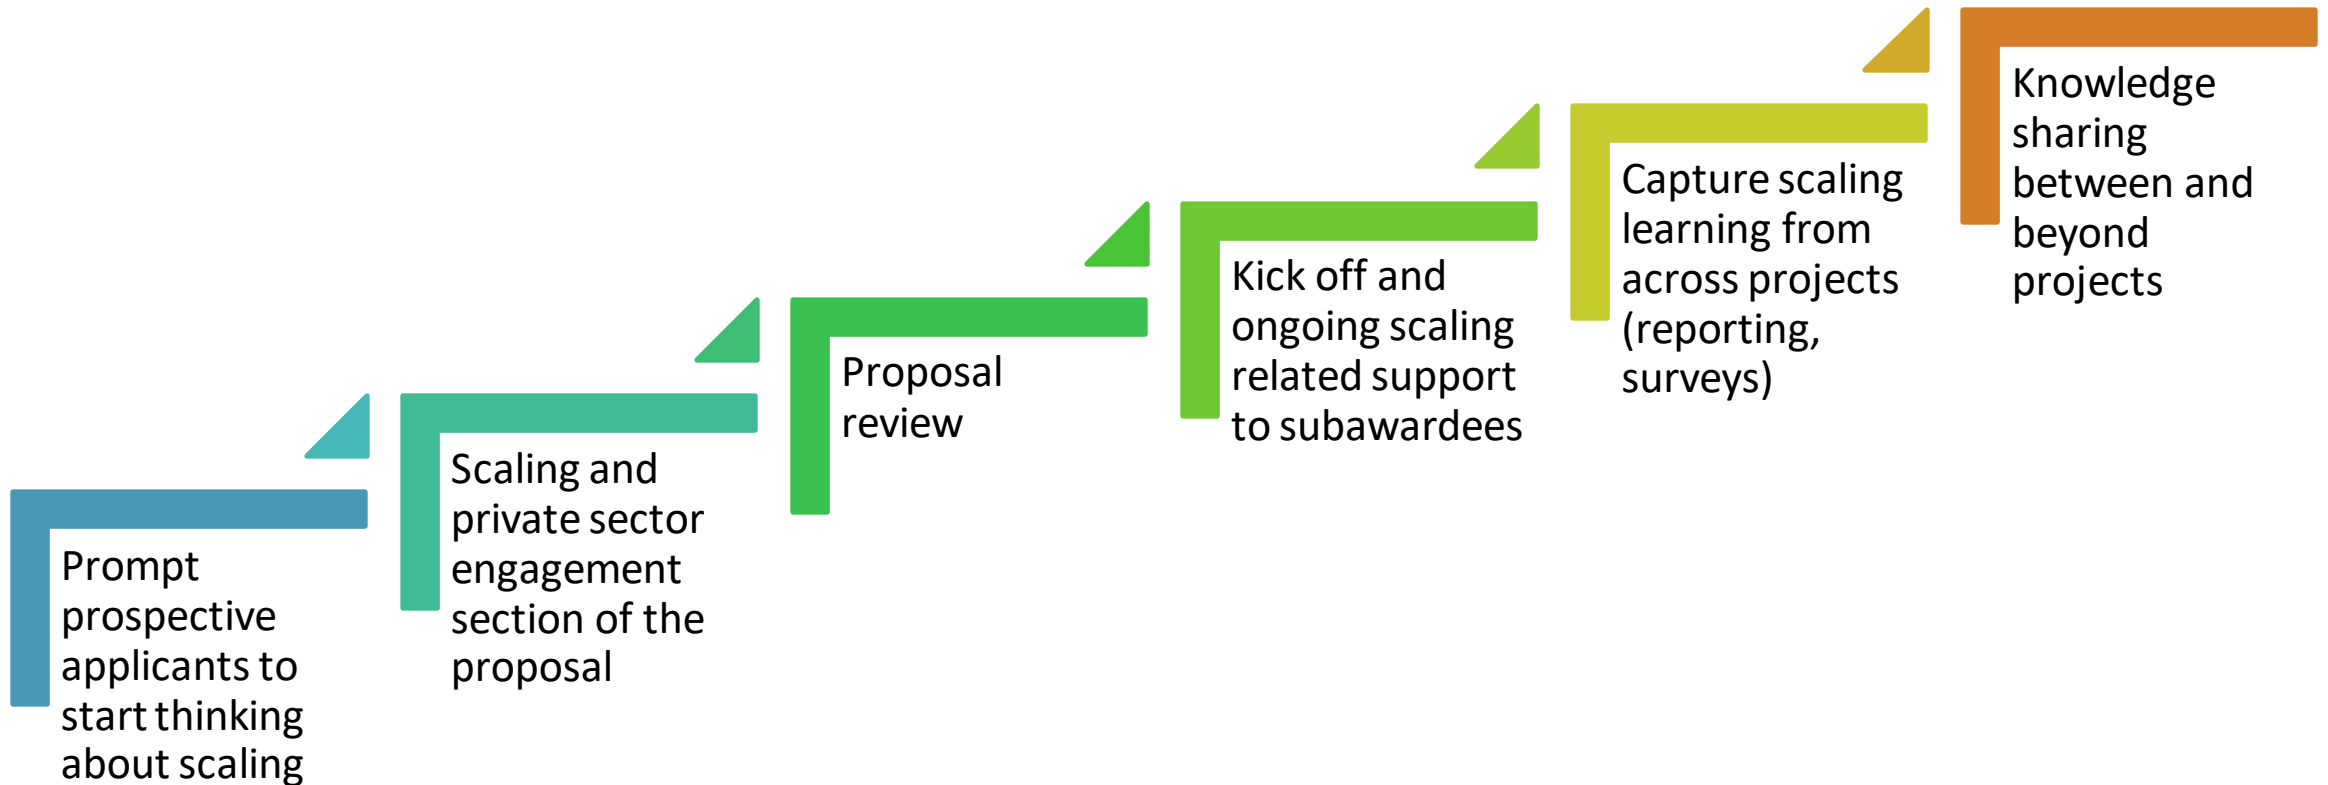 Prompt
prospective
applicants to
start thinking
about scaling
Scaling and
private sector
engagement
section of the
proposal
Proposal
review
Kick off and
ongoing scaling
related support
to subawardees
Capture scaling
learning from
across projects
(reporting,
surveys)
Knowledge
sharing
between and
beyond
projects